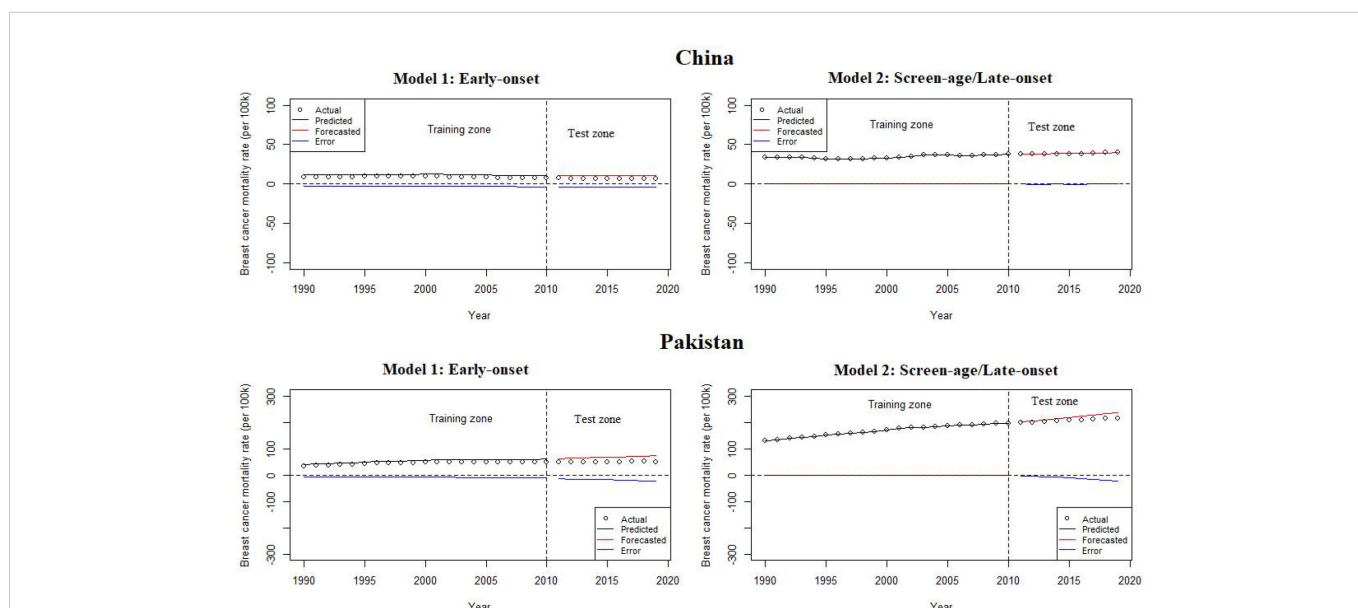 China
Model 1: Early-onset
Breast cancer mortality rate (per 100k)
100
50
0
-50
-100
Actual
Predicted
Forecasted
Error
Training zone
Test zone
1990 1995 2000 2005 2010 2015 2020
Year
Model 2: Screen-age/Late-onset
Breast cancer mortality rate (per 100k)
100
50
0
-50
-100
Actual
Predicted
Forecasted
Error
Training zone
Test zone
1990 1995 2000 2005 2010 2015 2020
Year
Pakistan
Model 1: Early-onset
Breast cancer mortality rate (per 100k)
300
100
0
-100
-300
Training zone
Test zone
Actual
Predicted
Forecasted
Error
1990 1995 2000 2005 2010 2015 2020
Year
Model 2: Screen-age/Late-onset
Breast cancer mortality rate (per 100k)
300
100
0
-100
-300
Training zone
Test zone
Actual
Predicted
Forecasted
Error
1990 1995 2000 2005 2010 2015 2020
Year